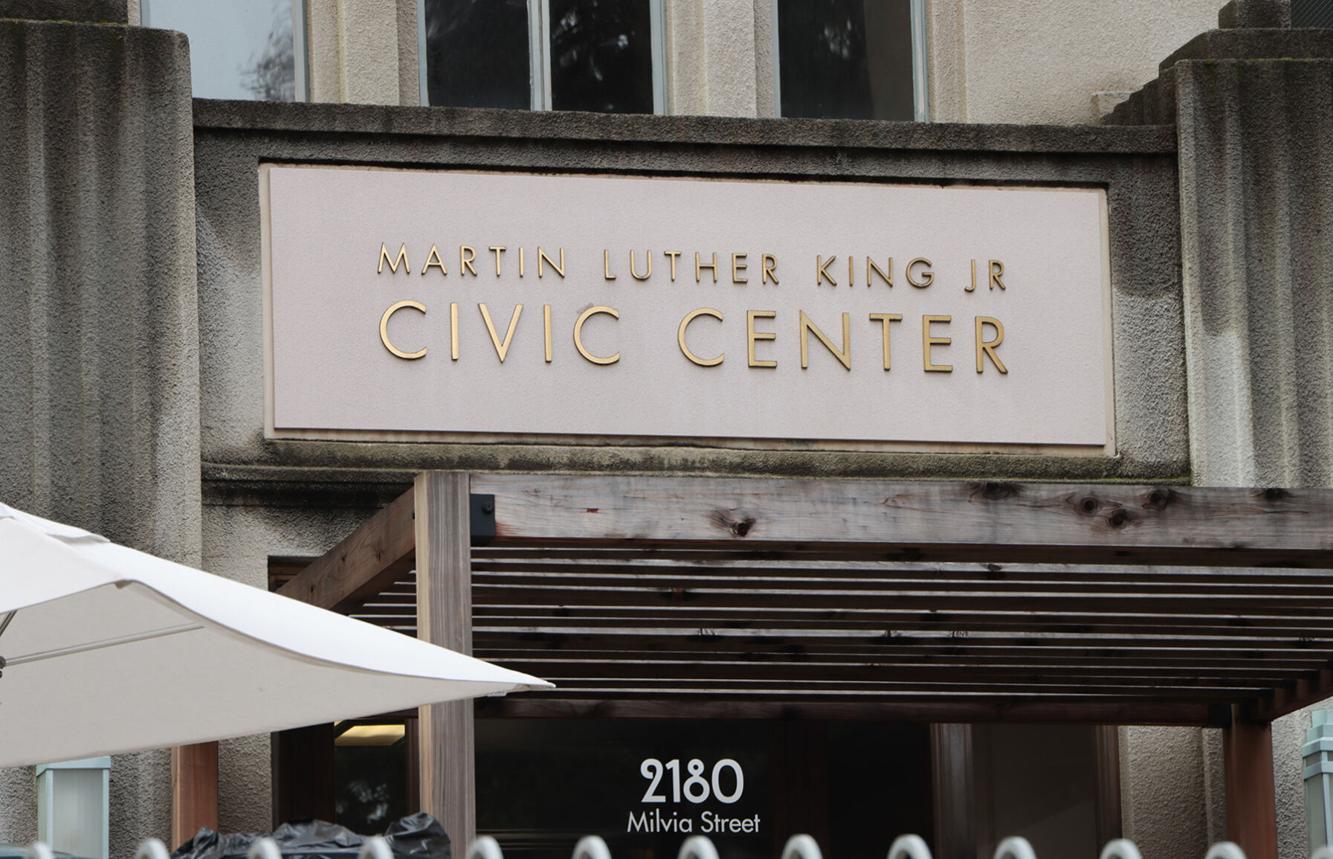 MARTIN LUTHER KING JR
CIVIC CENTER
2180
Milvia Street